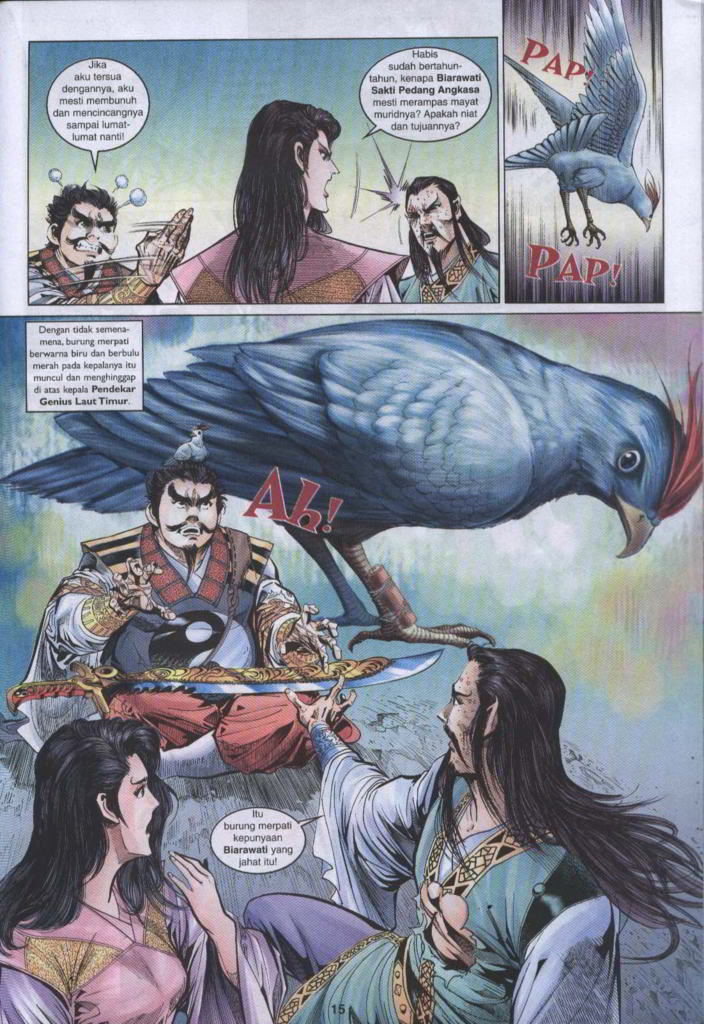 Jika
aku tersua
dengannya, aku
mesti membunuh
dan mencincangnya
sampai lumat-
lumat nanti!
Habis
sudah bertahun-
tahun, kenapa Biarawati
Sakti Pedang Angkasa
mesti merampas mayat
muridnya? Apakah niat
dan tujuannya?
PAP!
PAP!
Dengan tidak semena-
mena, burung merpati
berwarna biru dan berbulu
merah pada kepalanya itu
muncul dan menghinggap
di atas kepala Pendekar
Genius Laut Timur.
Ah!
Itu
burung merpati
kepunyaan
Biarawati yang
jahat itu!
15